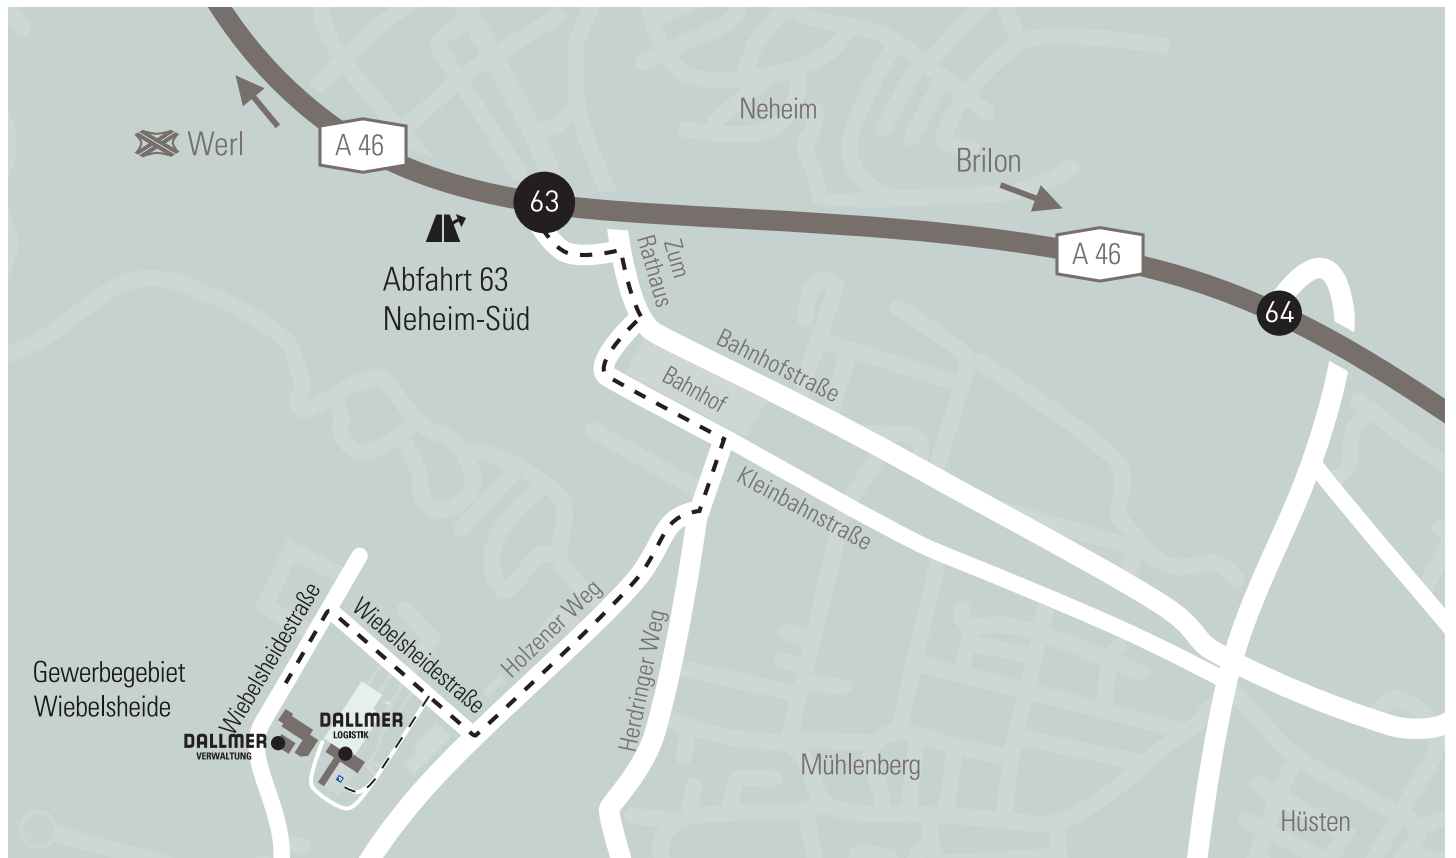 Neheim
Werl
A 46
Brilon
63
A 46
Abfahrt 63
Neheim-Süd
Zum
Rathaus
64
Bahnhofstraße
Bahnhof
Kleinbahnstraße
Holzener Weg
Herdringer Weg
Wiebelsheidestraße
Wiebelsheidestraße
Gewerbegebiet
Wiebelsheide
DALLMER
LOGISTIK
DALLMER
VERWALTUNG
Mühlenberg
Hüsten